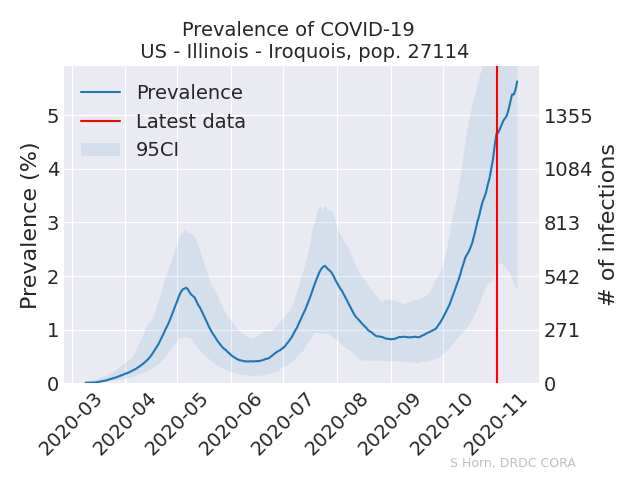 Prevalence of COVID-19
US - Illinois - Iroquois, pop. 27114
Prevalence
Latest data
95CI
Prevalence (%)
5
4
3
2
1
0
1355
1084
813
542
271
0
# of infections
2020-03
2020-04
2020-05
2020-06
2020-07
2020-08
2020-09
2020-10
2020-11
S Horn, DRDC CORA